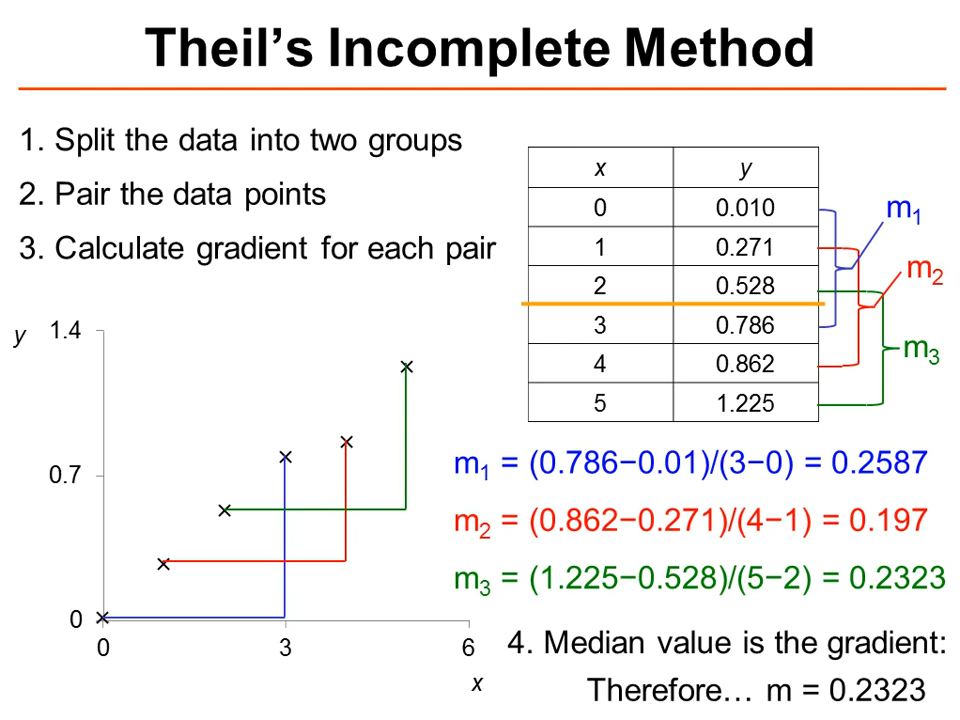 Theil’s Incomplete Method
1. Split the data into two groups
2. Pair the data points
3. Calculate gradient for each pair
x y
0 0.010
1 0.271
2 0.528
3 0.786
4 0.862
5 1.225
m₁
m₂
m₃
y
1.4
0.7
0
0 3 6
x
m₁ = (0.786−0.01)/(3−0) = 0.2587
m₂ = (0.862−0.271)/(4−1) = 0.197
m₃ = (1.225−0.528)/(5−2) = 0.2323
4. Median value is the gradient:
Therefore… m = 0.2323